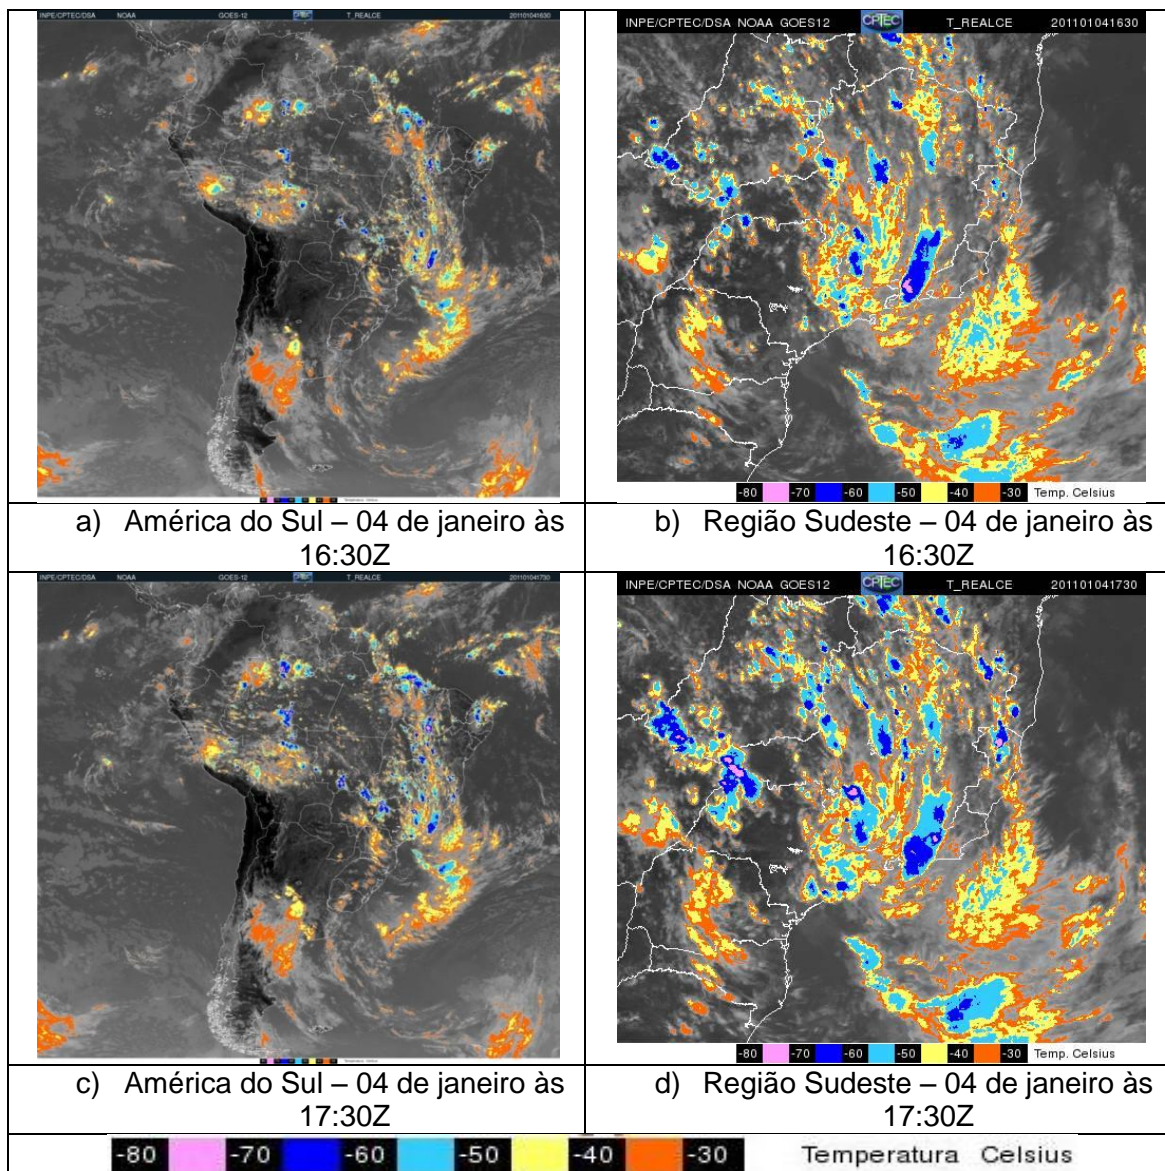 INPE/CPTEC/DSA NOAA GOES-12 CPTEC T_REALCE 201101041630
INPE/CPTEC/DSA NOAA GOES12 CPTEC T_REALCE 201101041630
-80 -70 -60 -50 -40 -30 Temp. Celsius
a) América do Sul – 04 de janeiro às
16:30Z
b) Região Sudeste – 04 de janeiro às
16:30Z
INPE/CPTEC/DSA NOAA GOES-12 CPTEC T_REALCE 201101041730
INPE/CPTEC/DSA NOAA GOES12 CPTEC T_REALCE 201101041730
-80 -70 -60 -50 -40 -30 Temp. Celsius
c) América do Sul – 04 de janeiro às
17:30Z
d) Região Sudeste – 04 de janeiro às
17:30Z
-80 -70 -60 -50 -40 -30 Temperatura Celsius